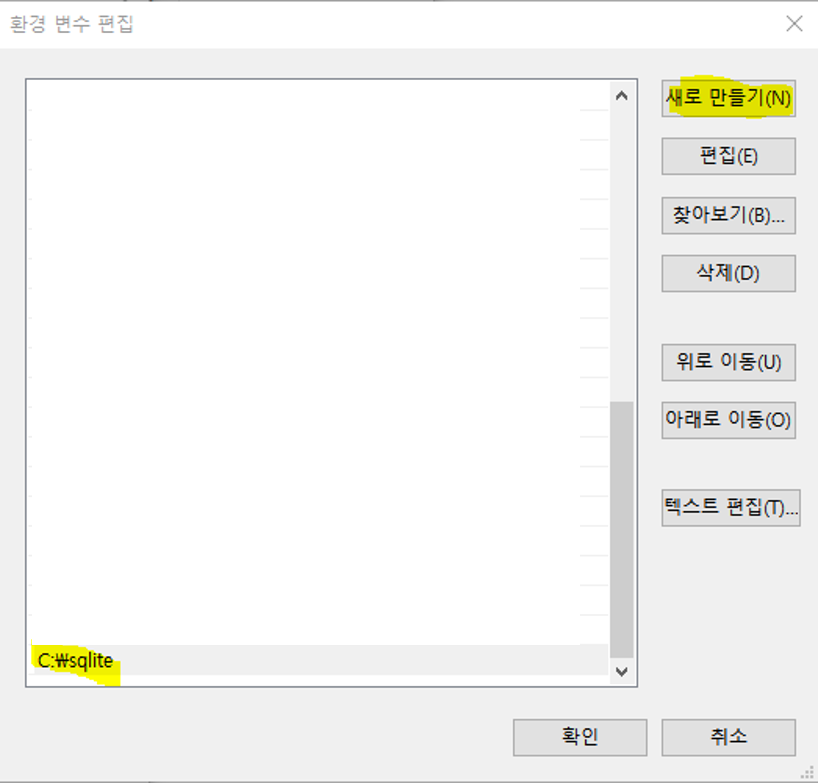 환경 변수 편집
새로 만들기(N)
편집(E)
찾아보기(B)...
삭제(D)
위로 이동(U)
아래로 이동(O)
텍스트 편집(T)...
C:₩sqlite
확인
취소